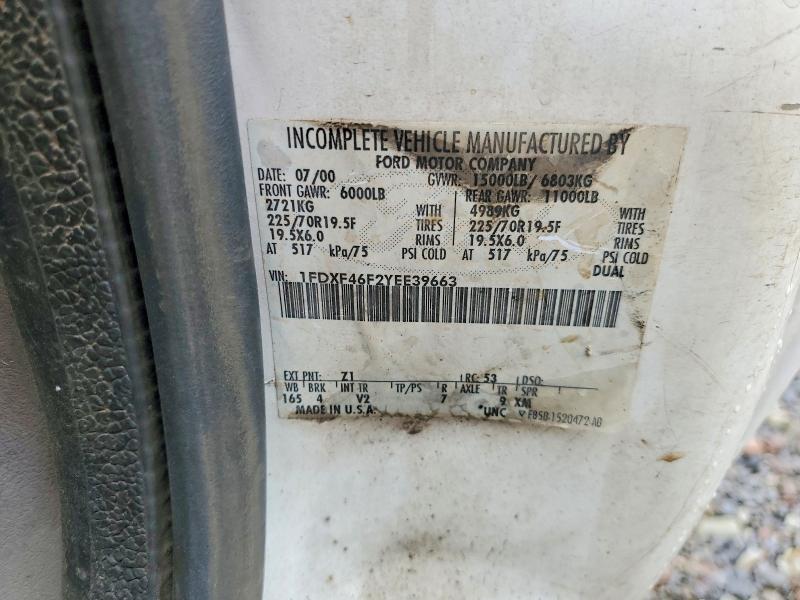 INCOMPLETE VEHICLE MANUFACTURED BY
FORD MOTOR COMPANY
DATE: 07/00 GVWR: 15000LB/ 6803KG
FRONT GAWR: 6000LB REAR GAWR: 11000LB
2721KG WITH 4989KG WITH
225/70R19.5F TIRES 225/70R19.5F TIRES
19.5X6.0 RIMS 19.5X6.0 RIMS
AT 517 kPa/75 PSI COLD AT 517 kPa/75 PSI COLD
DUAL
VIN: 1FDXF46F2YEE39663
EXT PNT: Z1 RC: 53 DSO:
WB BRK INT TR TP/PS R AXLE TR SPR
165 4 V2 7 9 XM
MADE IN U.S.A. *UNC